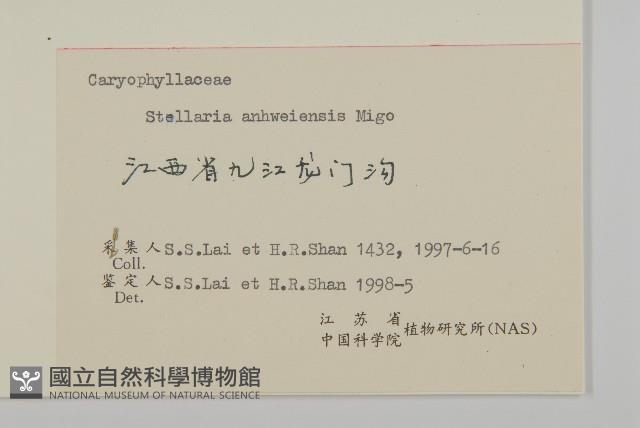 Caryophyllaceae
Stellaria anhweiensis Migo
江西省九江龙门沟
采集人 S.S.Lai et H.R.Shan 1432, 1997-6-16
Coll.
鉴定人 S.S.Lai et H.R.Shan 1998-5
Det.
江苏省
中国科学院 植物研究所(NAS)
國立自然科學博物館
NATIONAL MUSEUM OF NATURAL SCIENCE